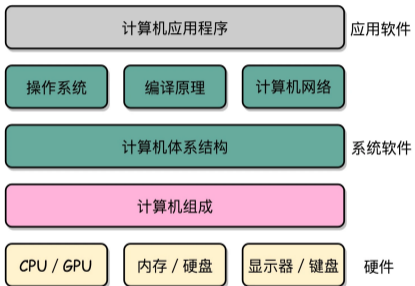 计算机应用程序 应用软件
操作系统 编译原理 计算机网络
计算机体系结构 系统软件
计算机组成
CPU / GPU 内存 / 硬盘 显示器 / 键盘 硬件